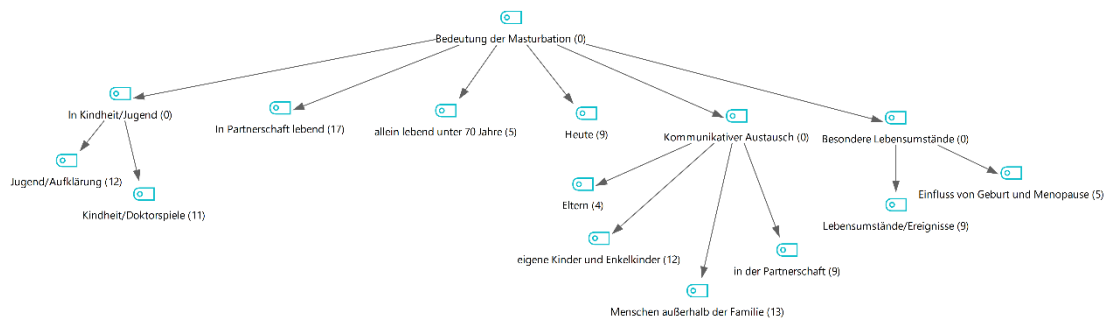 Bedeutung der Masturbation (0)
In Kindheit/Jugend (0)
In Partnerschaft lebend (17)
allein lebend unter 70 Jahre (5)
Heute (9)
Kommunikativer Austausch (0)
Besondere Lebensumstände (0)
Jugend/Aufklärung (12)
Kindheit/Doktorspiele (11)
Eltern (4)
eigene Kinder und Enkelkinder (12)
Menschen außerhalb der Familie (13)
in der Partnerschaft (9)
Lebensumstände/Ereignisse (9)
Einfluss von Geburt und Menopause (5)